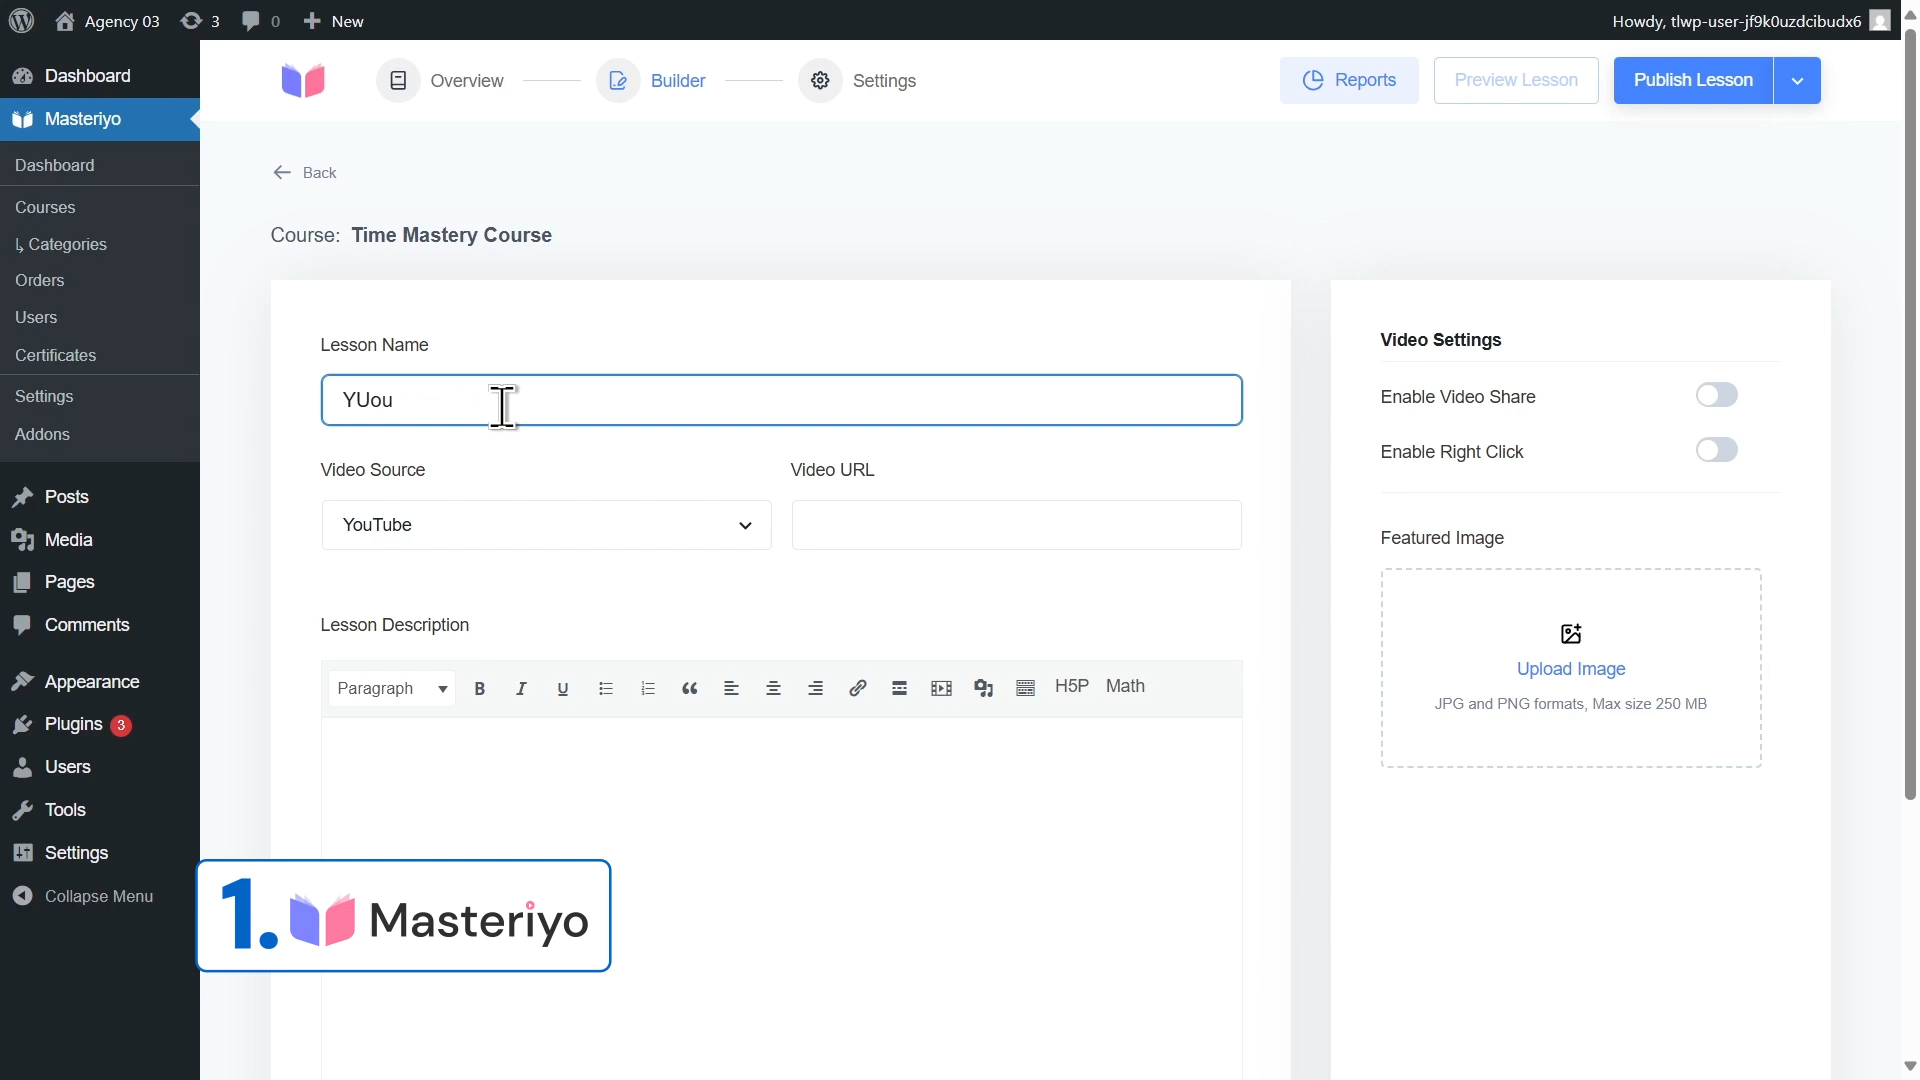 Agency 03
3
0
New
Howdy, tlwp-user-jf9k0uzdcibudx6
Dashboard
Masteriyo
Dashboard
Courses
↳ Categories
Orders
Users
Certificates
Settings
Addons
Posts
Media
Pages
Comments
Appearance
Plugins 3
Users
Tools
Settings
Collapse Menu
Overview
Builder
Settings
Reports
Preview Lesson
Publish Lesson
Back
Course: Time Mastery Course
Lesson Name
YUou
Video Source
Video URL
YouTube
Lesson Description
Paragraph
B
I
U
H5P
Math
Video Settings
Enable Video Share
Enable Right Click
Featured Image
Upload Image
JPG and PNG formats, Max size 250 MB
1. Masteriyo